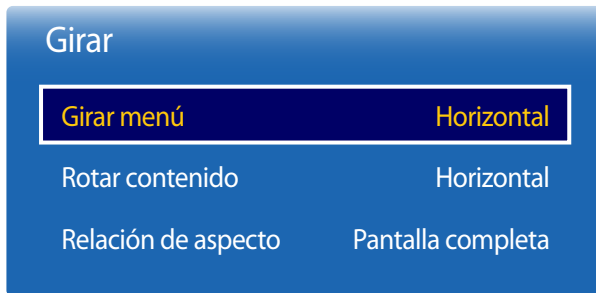 Girar
Girar menú Horizontal
Rotar contenido Horizontal
Relación de aspecto Pantalla completa